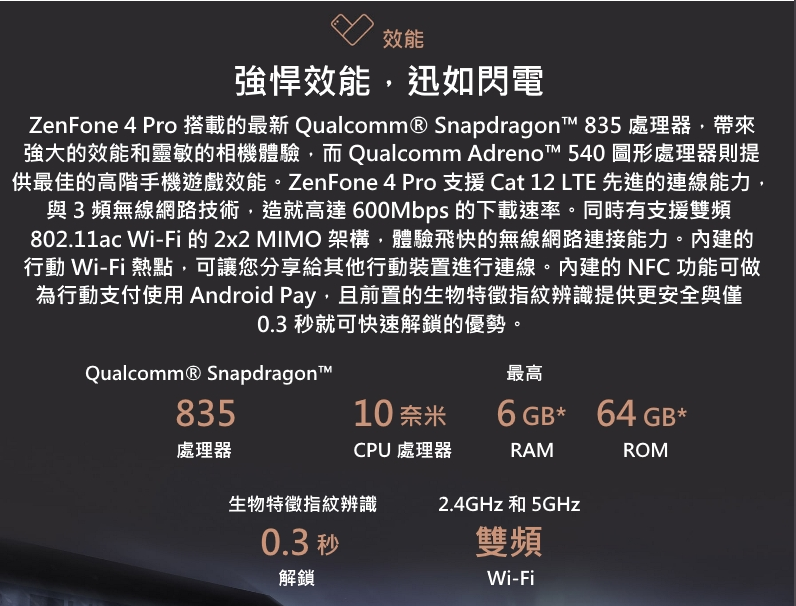 效能
強悍效能，迅如閃電
ZenFone 4 Pro 搭載的最新 Qualcomm® Snapdragon™ 835 處理器，帶來
強大的效能和靈敏的相機體驗，而 Qualcomm Adreno™ 540 圖形處理器則提
供最佳的高階手機遊戲效能。ZenFone 4 Pro 支援 Cat 12 LTE 先進的連線能力，
與 3 頻無線網路技術，造就高達 600Mbps 的下載速率。同時有支援雙頻
802.11ac Wi-Fi 的 2x2 MIMO 架構，體驗飛快的無線網路連接能力。內建的
行動 Wi-Fi 熱點，可讓您分享給其他行動裝置進行連線。內建的 NFC 功能可做
為行動支付使用 Android Pay，且前置的生物特徵指紋辨識提供更安全與僅
0.3 秒就可快速解鎖的優勢。
Qualcomm® Snapdragon™ 最高
835 10 奈米 6 GB* 64 GB*
處理器 CPU 處理器 RAM ROM
生物特徵指紋辨識 2.4GHz 和 5GHz
0.3 秒 雙頻
解鎖 Wi-Fi